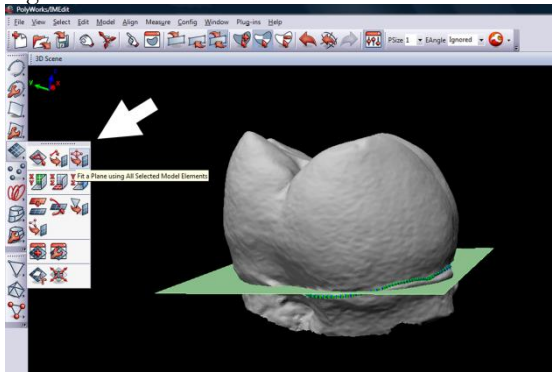 PolyWorks/IMEdit
File View Select Edit Model Align Measure Config Window Plug-ins Help
PSize 1 EAngle Ignored
3D Scene
Fit a Plane using All Selected Model Elements